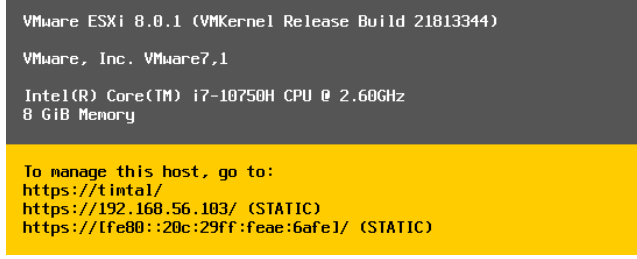 VMware ESXi 8.0.1 (VMKernel Release Build 21813344)
VMware, Inc. VMware7,1
Intel(R) Core(TM) i7-10750H CPU @ 2.60GHz
8 GiB Memory
To manage this host, go to:
https://timtal/
https://192.168.56.103/ (STATIC)
https://[fe80::20c:29ff:feae:6afe]/ (STATIC)